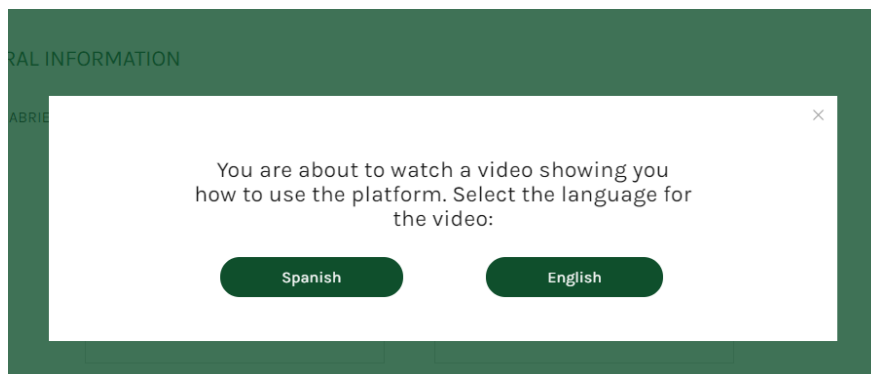 RAL INFORMATION
ABRIE
You are about to watch a video showing you
how to use the platform. Select the language for
the video:
Spanish
English